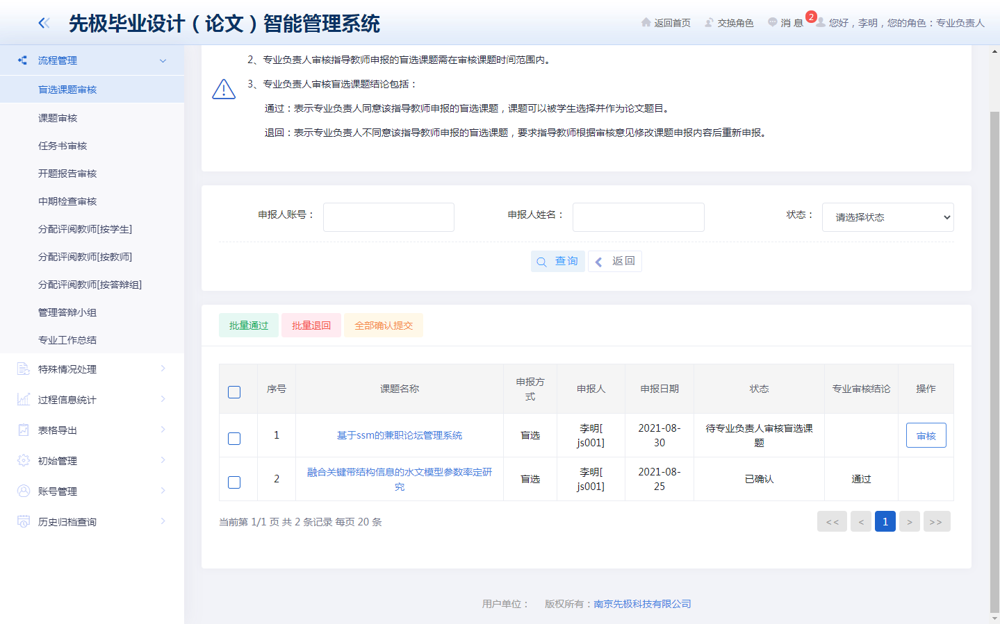 先极毕业设计（论文）智能管理系统
返回首页
交换角色
消 息
2
您好，李明，您的角色：专业负责人
流程管理
盲选课题审核
课题审核
任务书审核
开题报告审核
中期检查审核
分配评阅教师[按学生]
分配评阅教师[按教师]
分配评阅教师[按答辩组]
管理答辩小组
专业工作总结
特殊情况处理
过程信息统计
表格导出
初始管理
账号管理
历史归档查询
2、专业负责人审核指导教师申报的盲选课题需在审核课题时间范围内。
3、专业负责人审核盲选课题结论包括：
通过：表示专业负责人同意该指导教师申报的盲选课题，课题可以被学生选择并作为论文题目。
退回：表示专业负责人不同意该指导教师申报的盲选课题，要求指导教师根据审核意见修改课题申报内容后重新申报。
申报人账号：
申报人姓名：
状态：
请选择状态
查询
返回
批量通过
批量退回
全部确认提交
序号
课题名称
申报方
式
申报人
申报日期
状态
专业审核结论
操作
1
基于ssm的兼职论坛管理系统
盲选
李明[
js001]
2021-08-
30
待专业负责人审核盲选课
题
审核
2
融合关键带结构信息的水文模型参数率定研
究
盲选
李明[
js001]
2021-08-
25
已确认
通过
当前第 1/1 页 共 2 条记录 每页 20 条
<<
<
1
>
>>
用户单位：
版权所有：南京先极科技有限公司